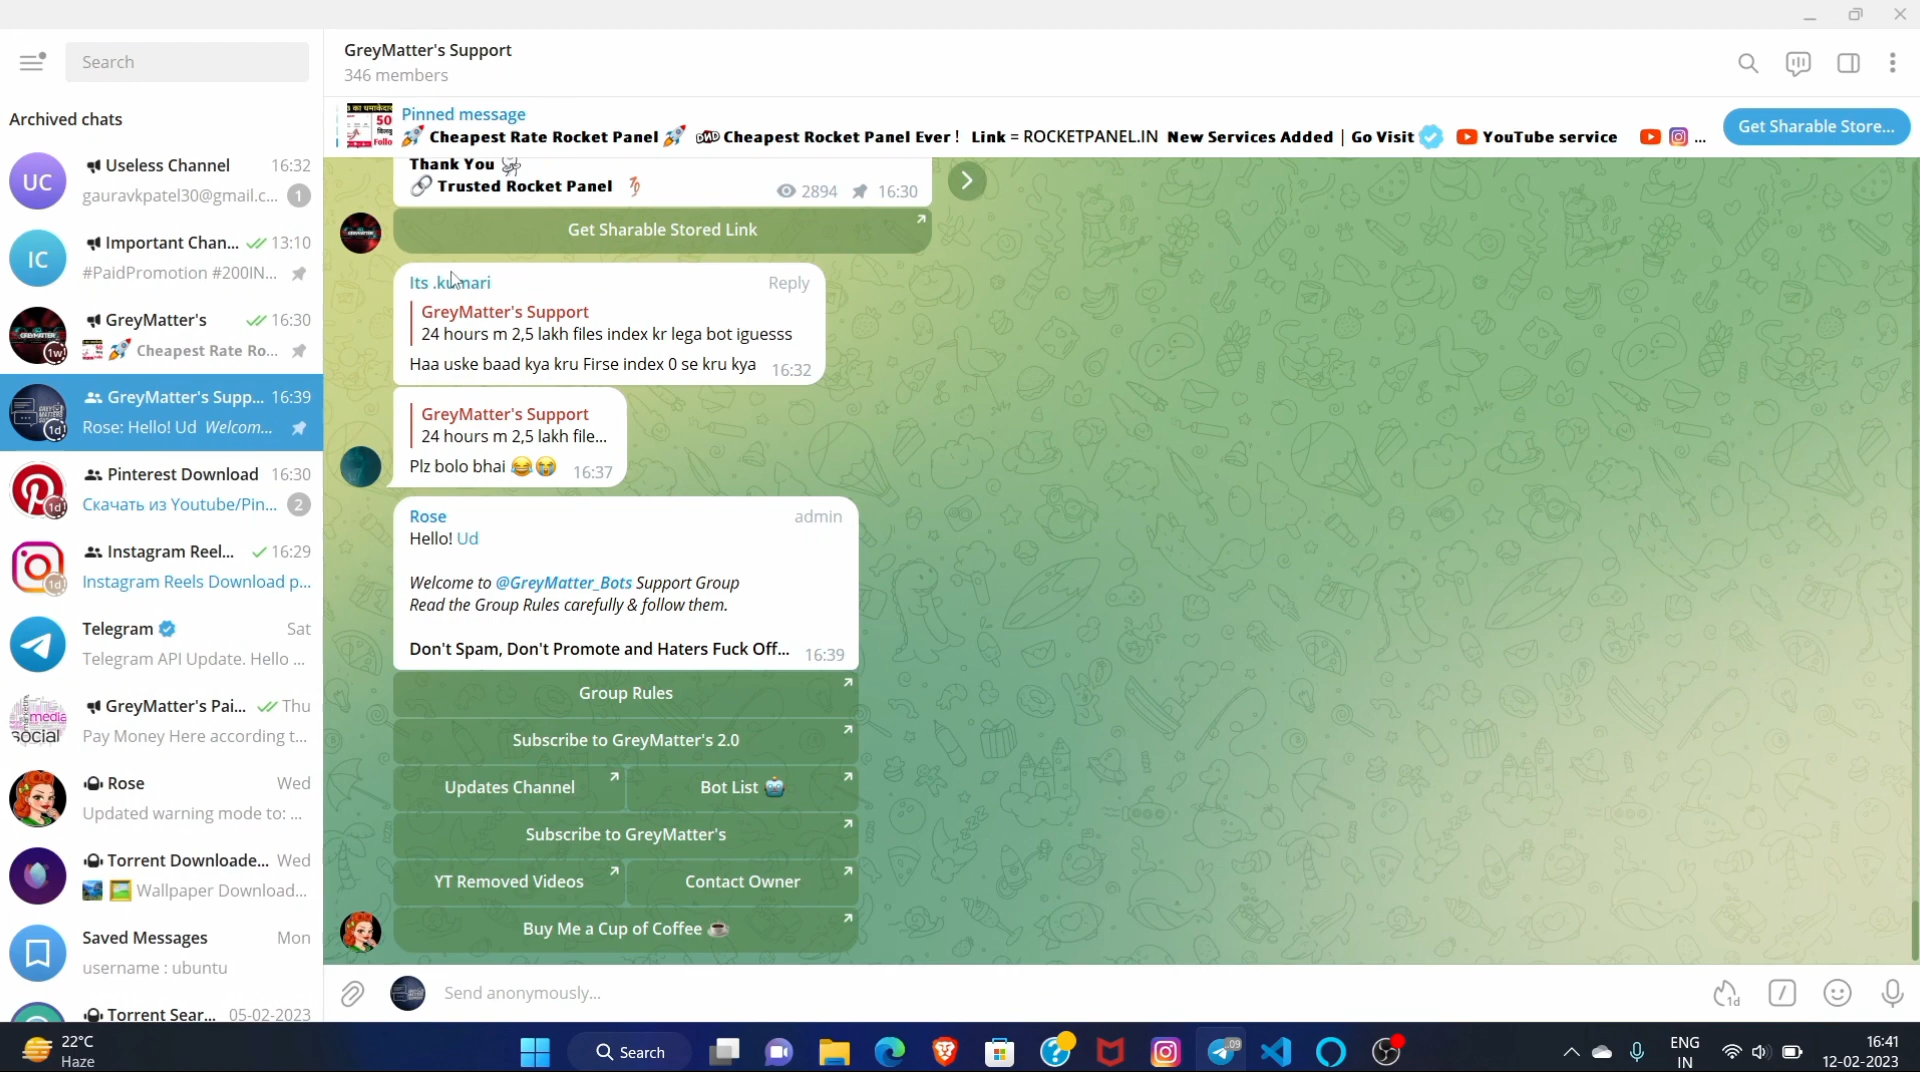 Search
Archived chats
UC
Useless Channel 16:32
gauravkpatel30@gmail.c... 1
IC
Important Chan... 13:10
#PaidPromotion #200IN...
GreyMatter's 16:30
1w
🚀 Cheapest Rate Ro...
GreyMatter's Supp... 16:39
1d
Rose: Hello! Ud Welcom...
Pinterest Download 16:30
1d
Скачать из Youtube/Pin... 2
Instagram Reel... 16:29
1d
Instagram Reels Download p...
Telegram Sat
Telegram API Update. Hello ...
GreyMatter's Pai... Thu
media
social
Pay Money Here according t...
Rose Wed
Updated warning mode to: ...
Torrent Downloade... Wed
Wallpaper Download...
Saved Messages Mon
username : ubuntu
Torrent Sear... 05-02-2023
GreyMatter's Support
346 members
50
Pinned message
🚀 Cheapest Rate Rocket Panel 🚀 Cheapest Rocket Panel Ever ! Link = ROCKETPANEL.IN New Services Added | Go Visit YouTube service ...
Get Sharable Store...
Thank You
🔗 Trusted Rocket Panel 2894 16:30
Get Sharable Stored Link
Its .kumari Reply
GreyMatter's Support
24 hours m 2,5 lakh files index kr lega bot iguesss
Haa uske baad kya kru Firse index 0 se kru kya 16:32
GreyMatter's Support
24 hours m 2,5 lakh file...
Plz bolo bhai 😂😭 16:37
Rose admin
Hello! Ud
Welcome to @GreyMatter_Bots Support Group
Read the Group Rules carefully & follow them.
Don't Spam, Don't Promote and Haters Fuck Off... 16:39
Group Rules
Subscribe to GreyMatter's 2.0
Updates Channel Bot List 🤖
Subscribe to GreyMatter's
YT Removed Videos Contact Owner
Buy Me a Cup of Coffee ☕
Send anonymously...
1d
22°C
Haze
Search
.09
ENG
IN
16:41
12-02-2023